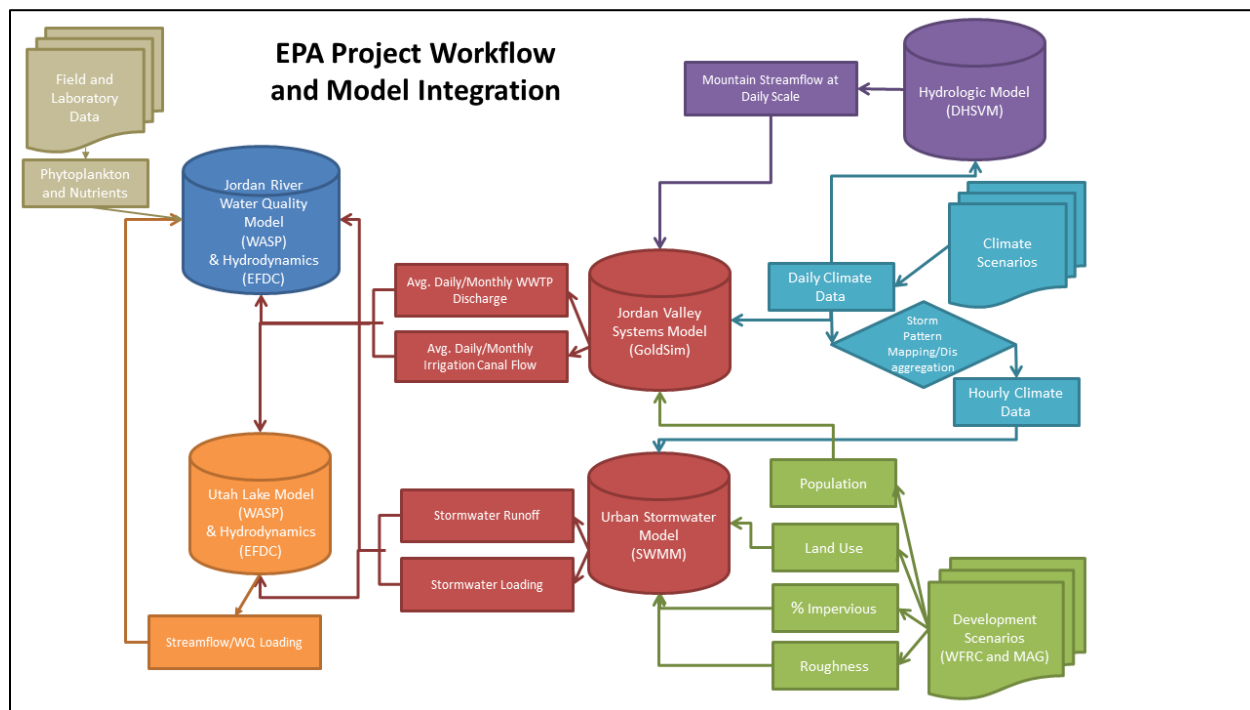 EPA Project Workflow
and Model Integration
Field and
Laboratory
Data
Phytoplankton
and Nutrients
Jordan River
Water Quality
Model
(WASP)
& Hydrodynamics
(EFDC)
Mountain Streamflow at
Daily Scale
Hydrologic Model
(DHSVM)
Climate
Scenarios
Daily Climate
Data
Storm
Pattern
Mapping/Dis
aggregation
Hourly Climate
Data
Avg. Daily/Monthly WWTP
Discharge
Avg. Daily/Monthly
Irrigation Canal Flow
Jordan Valley
Systems Model
(GoldSim)
Utah Lake Model
(WASP)
& Hydrodynamics
(EFDC)
Streamflow/WQ Loading
Stormwater Runoff
Stormwater Loading
Urban Stormwater
Model
(SWMM)
Population
Land Use
% Impervious
Roughness
Development
Scenarios
(WFRC and MAG)